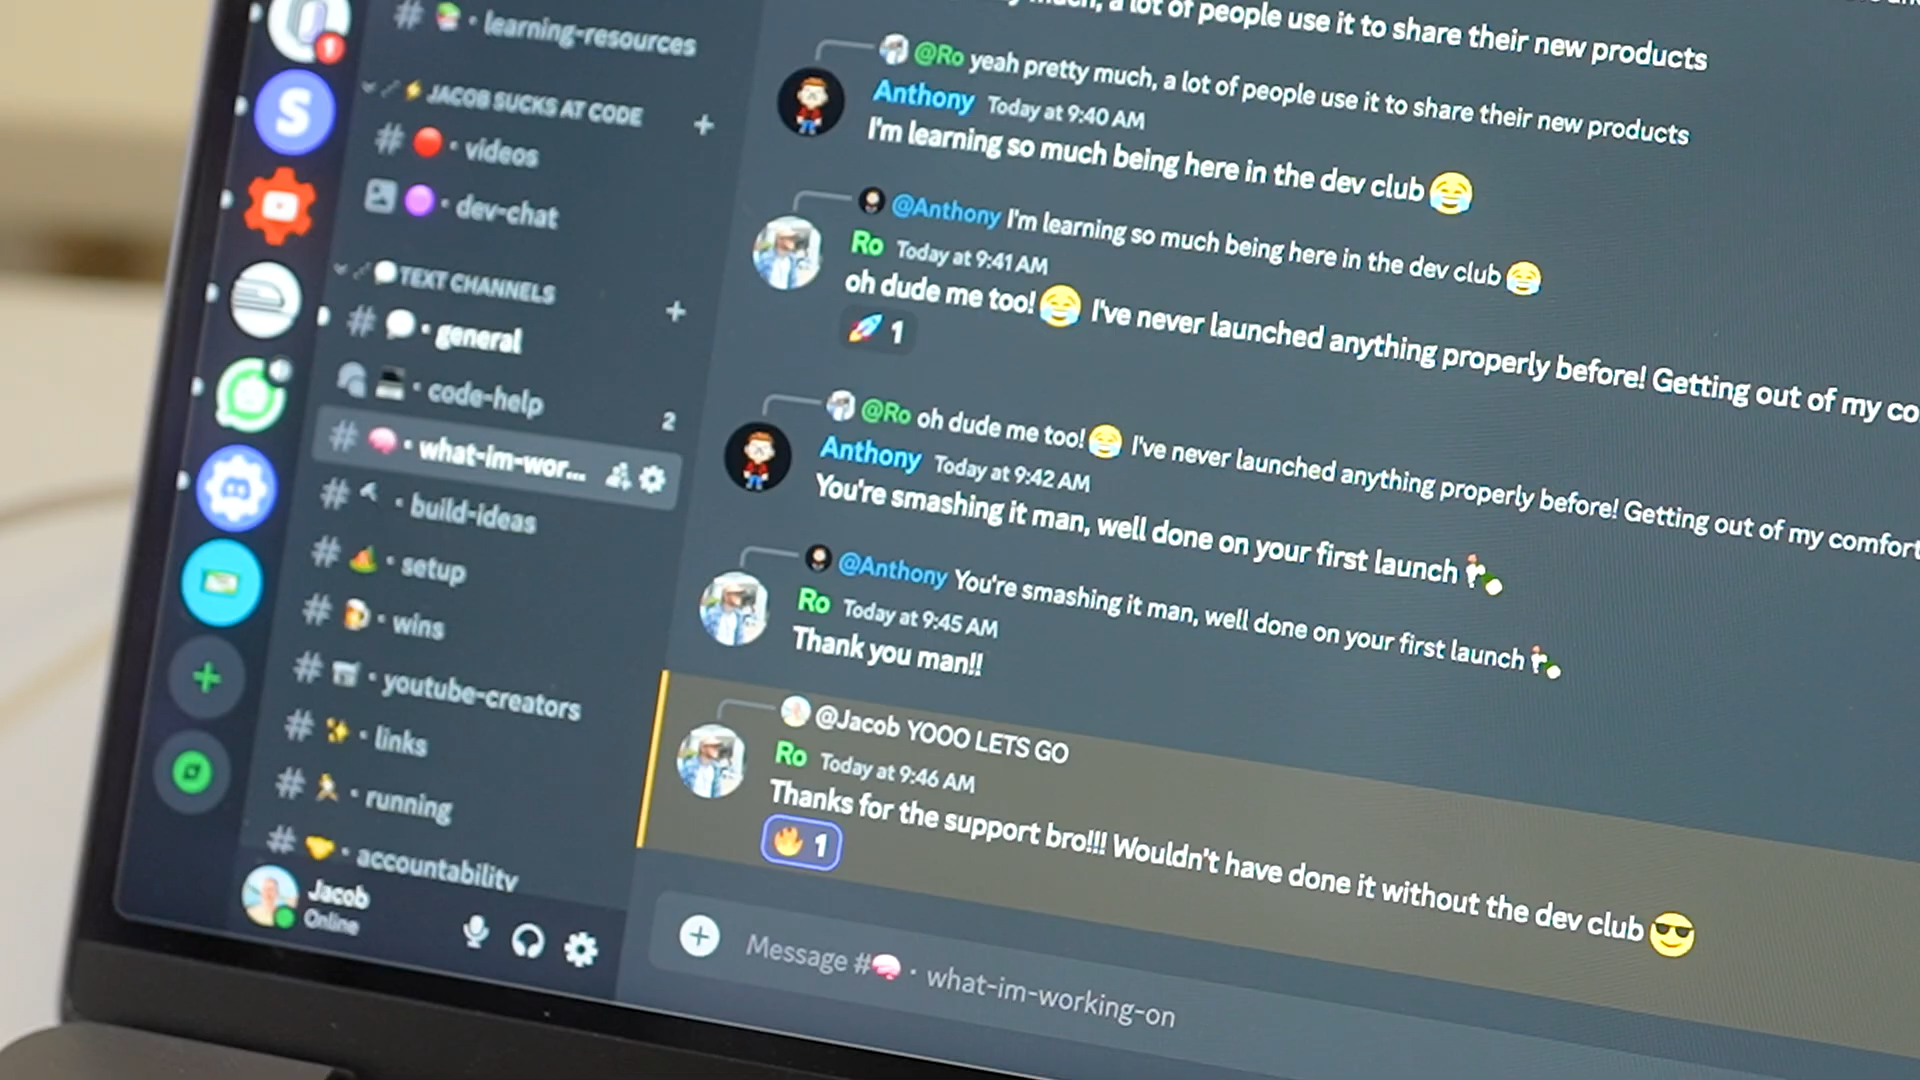 1
# 📚 · learning-resources
⚡ JACOB SUCKS AT CODE +
# 🔴 · videos
🟣 · dev-chat
💬 TEXT CHANNELS +
# 💬 · general
💻 · code-help 2
# 🧠 · what-im-wor...
# 🔨 · build-ideas
# ⛺ · setup
# 🍺 · wins
# 📽 · youtube-creators
# ✨ · links
# 🏃 · running
# 🤝 · accountability
Jacob
Online
S
a lot of people use it to share their new products
@Ro yeah pretty much, a lot of people use it to share their new products
Anthony Today at 9:40 AM
I'm learning so much being here in the dev club 😂
@Anthony I'm learning so much being here in the dev club 😂
Ro Today at 9:41 AM
oh dude me too! 😂 I've never launched anything properly before! Getting out of my co
🚀 1
@Ro oh dude me too! 😂 I've never launched anything properly before! Getting out of my comfort
Anthony Today at 9:42 AM
You're smashing it man, well done on your first launch 🍾
@Anthony You're smashing it man, well done on your first launch 🍾
Ro Today at 9:45 AM
Thank you man!!
@Jacob YOOO LETS GO
Ro Today at 9:46 AM
Thanks for the support bro!!! Wouldn't have done it without the dev club 😎
🔥 1
Message #🧠 · what-im-working-on